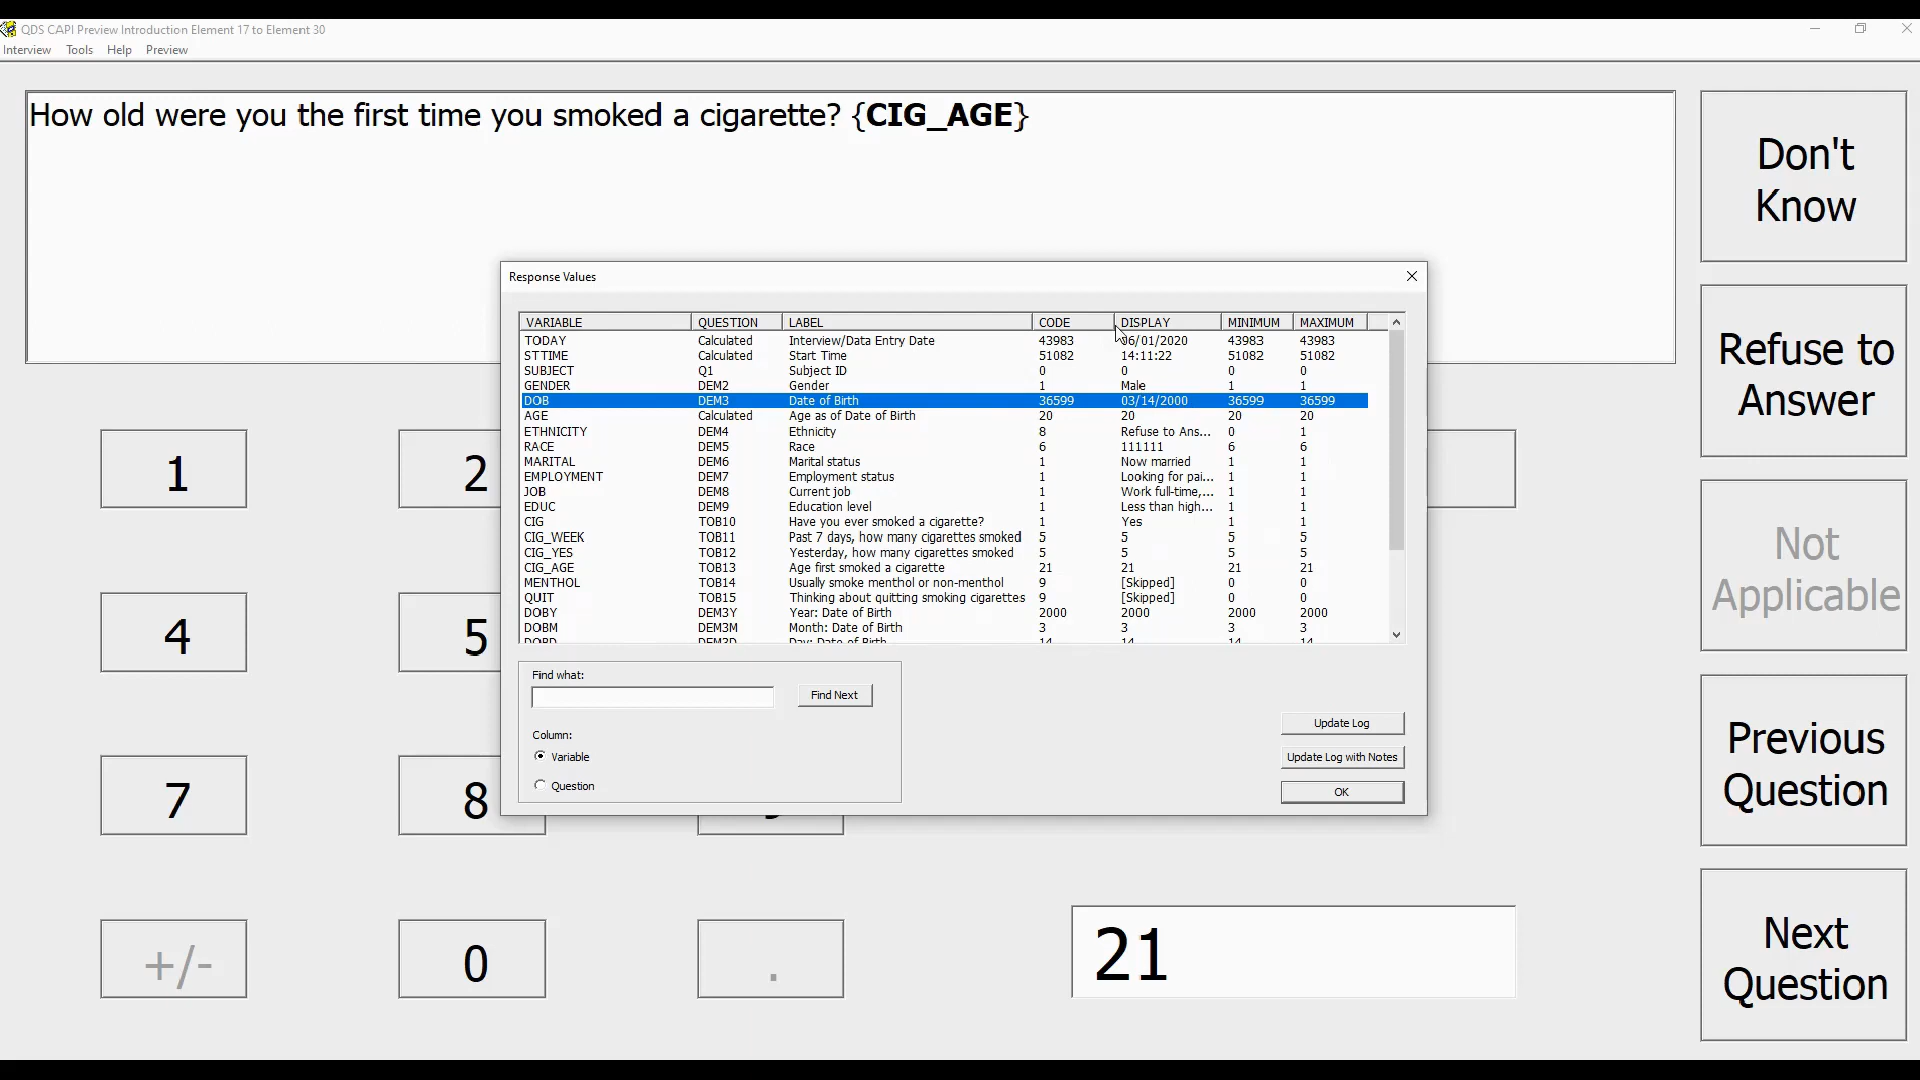 QDS CAPI Preview Introduction Element 17 to Element 30
Interview Tools Help Preview
How old were you the first time you smoked a cigarette? {CIG_AGE}
Don't
Know
Refuse to
Answer
Not
Applicable
Previous
Question
Next
Question
Response Values
VARIABLE QUESTION LABEL CODE DISPLAY MINIMUM MAXIMUM
TODAY Calculated Interview/Data Entry Date 43983 06/01/2020 43983 43983
STTIME Calculated Start Time 51082 14:11:22 51082 51082
SUBJECT Q1 Subject ID 0 0 0 0
GENDER DEM2 Gender 1 Male 1 1
DOB DEM3 Date of Birth 36599 03/14/2000 36599 36599
AGE Calculated Age as of Date of Birth 20 20 20 20
ETHNICITY DEM4 Ethnicity 8 Refuse to Ans... 0 1
RACE DEM5 Race 6 111111 6 6
MARITAL DEM6 Marital status 1 Now married 1 1
EMPLOYMENT DEM7 Employment status 1 Looking for pai... 1 1
JOB DEM8 Current job 1 Work full-time,... 1 1
EDUC DEM9 Education level 1 Less than high... 1 1
CIG TOB10 Have you ever smoked a cigarette? 1 Yes 1 1
CIG_WEEK TOB11 Past 7 days, how many cigarettes smoked 5 5 5 5
CIG_YES TOB12 Yesterday, how many cigarettes smoked 5 5 5 5
CIG_AGE TOB13 Age first smoked a cigarette 21 21 21 21
MENTHOL TOB14 Usually smoke menthol or non-menthol 9 [Skipped] 0 0
QUIT TOB15 Thinking about quitting smoking cigarettes 9 [Skipped] 0 0
DOBY DEM3Y Year: Date of Birth 2000 2000 2000 2000
DOBM DEM3M Month: Date of Birth 3 3 3 3
DOBD DEM3D Day: Date of Birth 14 14 14 14
Find what:
Find Next
Column:
Variable
Question
Update Log
Update Log with Notes
OK
1 2
4 5
7 8
+/- 0 .
21